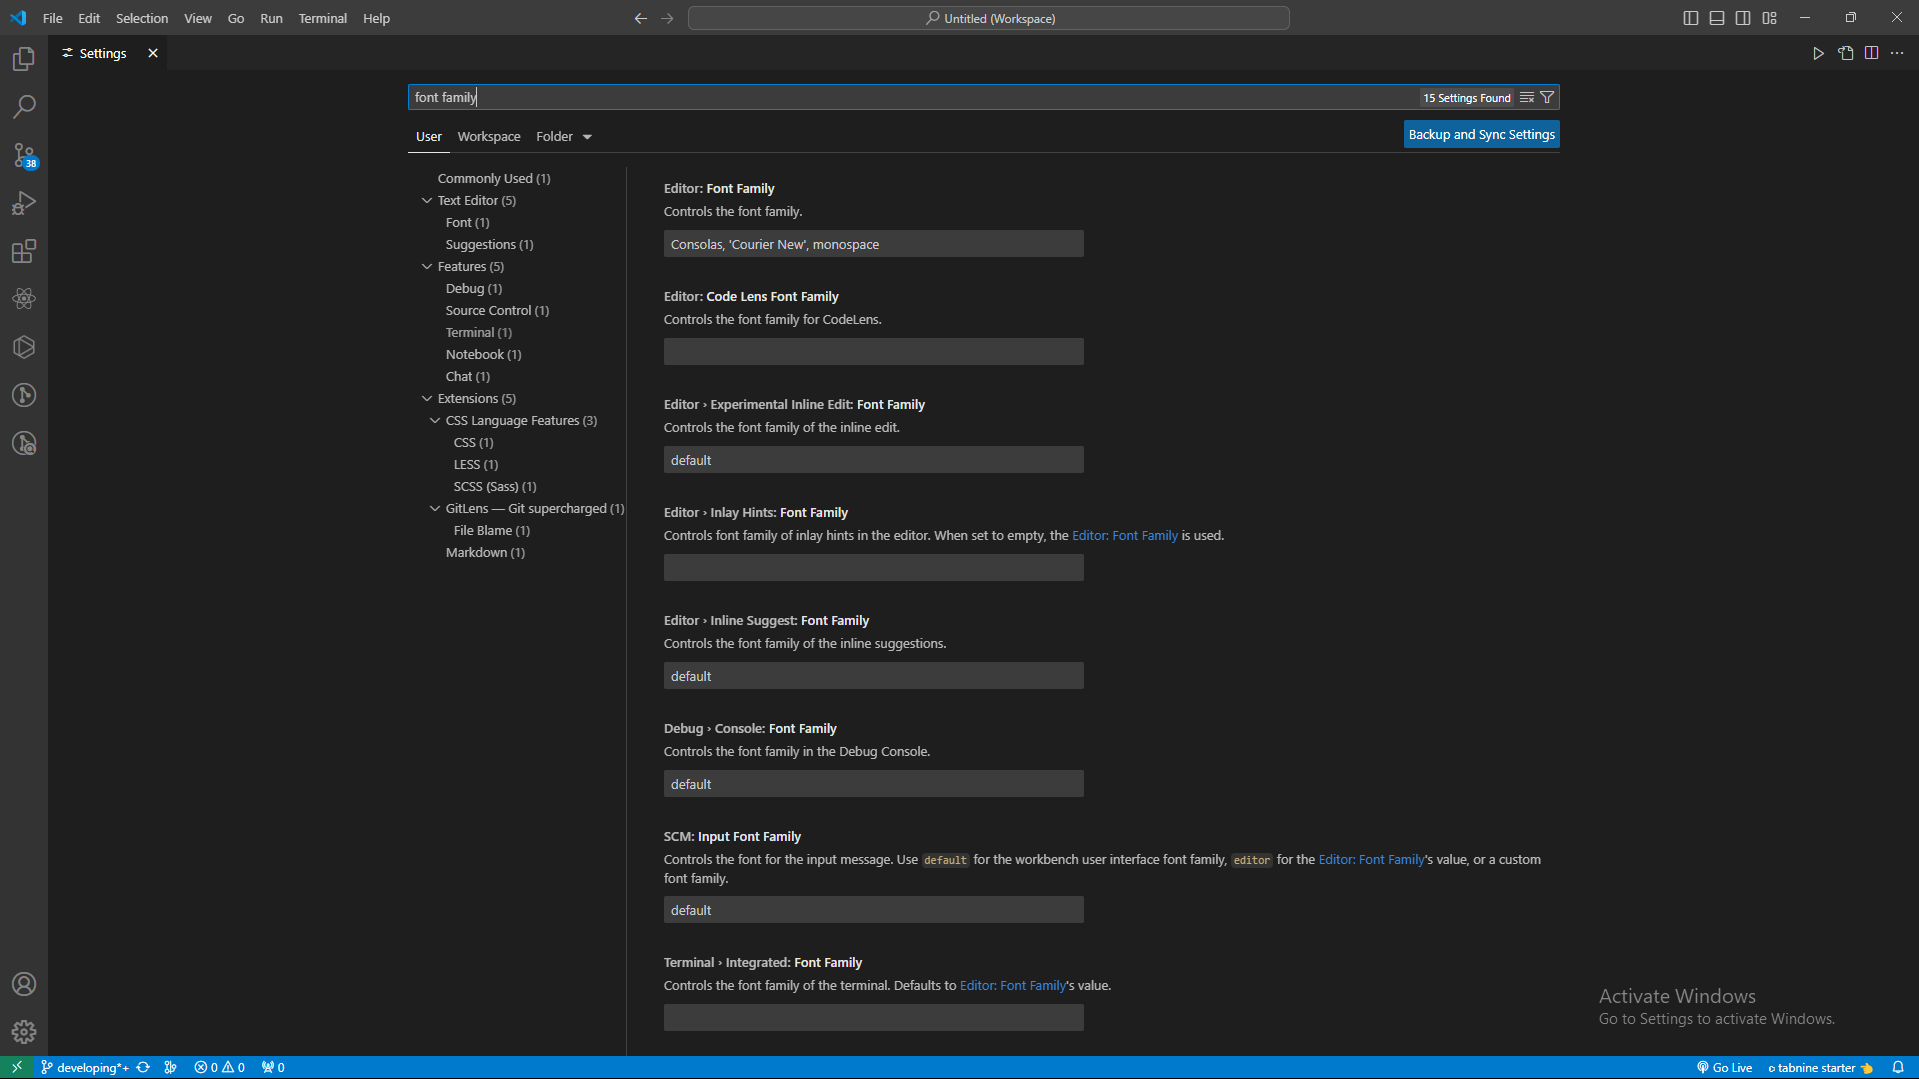 File Edit Selection View Go Run Terminal Help
Untitled (Workspace)
Settings
font family
15 Settings Found
User Workspace Folder
Backup and Sync Settings
Commonly Used (1)
Text Editor (5)
Font (1)
Suggestions (1)
Features (5)
Debug (1)
Source Control (1)
Terminal (1)
Notebook (1)
Chat (1)
Extensions (5)
CSS Language Features (3)
CSS (1)
LESS (1)
SCSS (Sass) (1)
GitLens — Git supercharged (1)
File Blame (1)
Markdown (1)
Editor: Font Family
Controls the font family.
Consolas, 'Courier New', monospace
Editor: Code Lens Font Family
Controls the font family for CodeLens.
Editor › Experimental Inline Edit: Font Family
Controls the font family of the inline edit.
default
Editor › Inlay Hints: Font Family
Controls font family of inlay hints in the editor. When set to empty, the Editor: Font Family is used.
Editor › Inline Suggest: Font Family
Controls the font family of the inline suggestions.
default
Debug › Console: Font Family
Controls the font family in the Debug Console.
default
SCM: Input Font Family
Controls the font for the input message. Use default for the workbench user interface font family, editor for the Editor: Font Family's value, or a custom
font family.
default
Terminal › Integrated: Font Family
Controls the font family of the terminal. Defaults to Editor: Font Family's value.
Activate Windows
Go to Settings to activate Windows.
38
developing*+ 0 0 0
Go Live tabnine starter